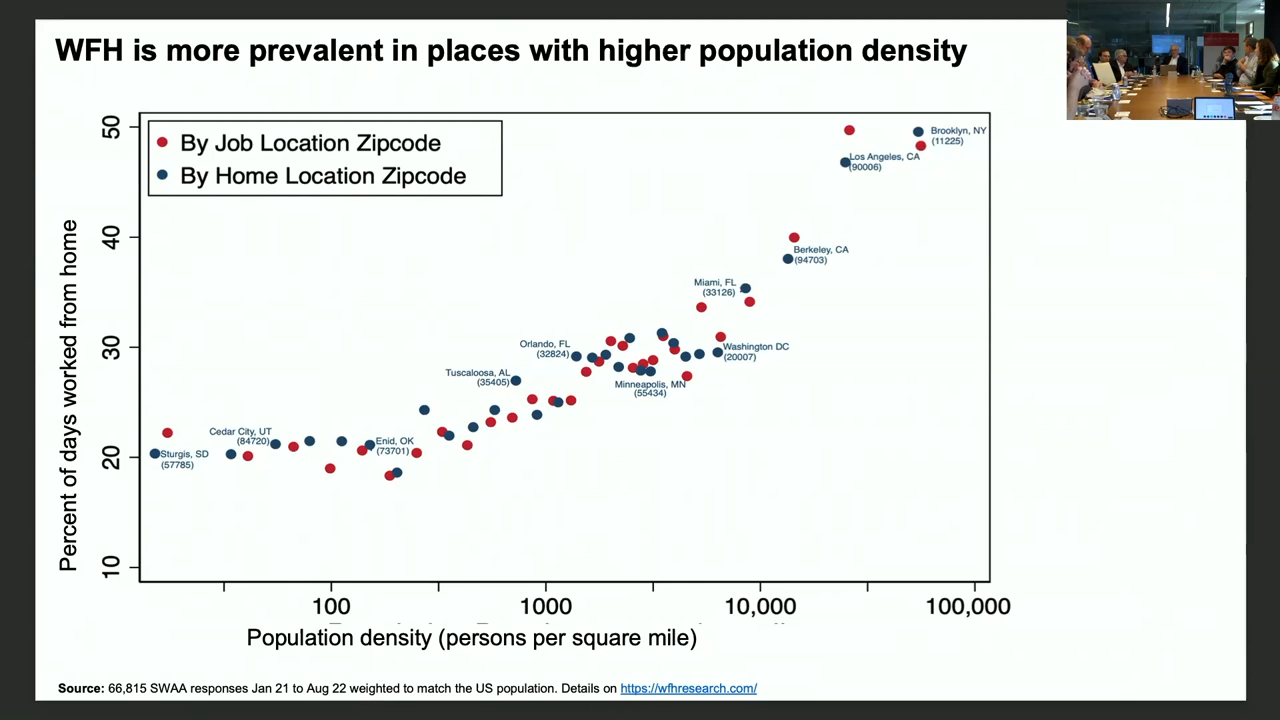 WFH is more prevalent in places with higher population density
By Job Location Zipcode
By Home Location Zipcode
Percent of days worked from home
50
40
30
20
10
Brooklyn, NY
(11225)
Los Angeles, CA
(90006)
Berkeley, CA
(94703)
Miami, FL
(33126)
Washington DC
(20007)
Orlando, FL
(32824)
Minneapolis, MN
(55434)
Tuscaloosa, AL
(35405)
Cedar City, UT
(84720)
Enid, OK
(73701)
Sturgis, SD
(57785)
100
1000
10,000
100,000
Population density (persons per square mile)
Source: 66,815 SWAA responses Jan 21 to Aug 22 weighted to match the US population. Details on https://wfhresearch.com/